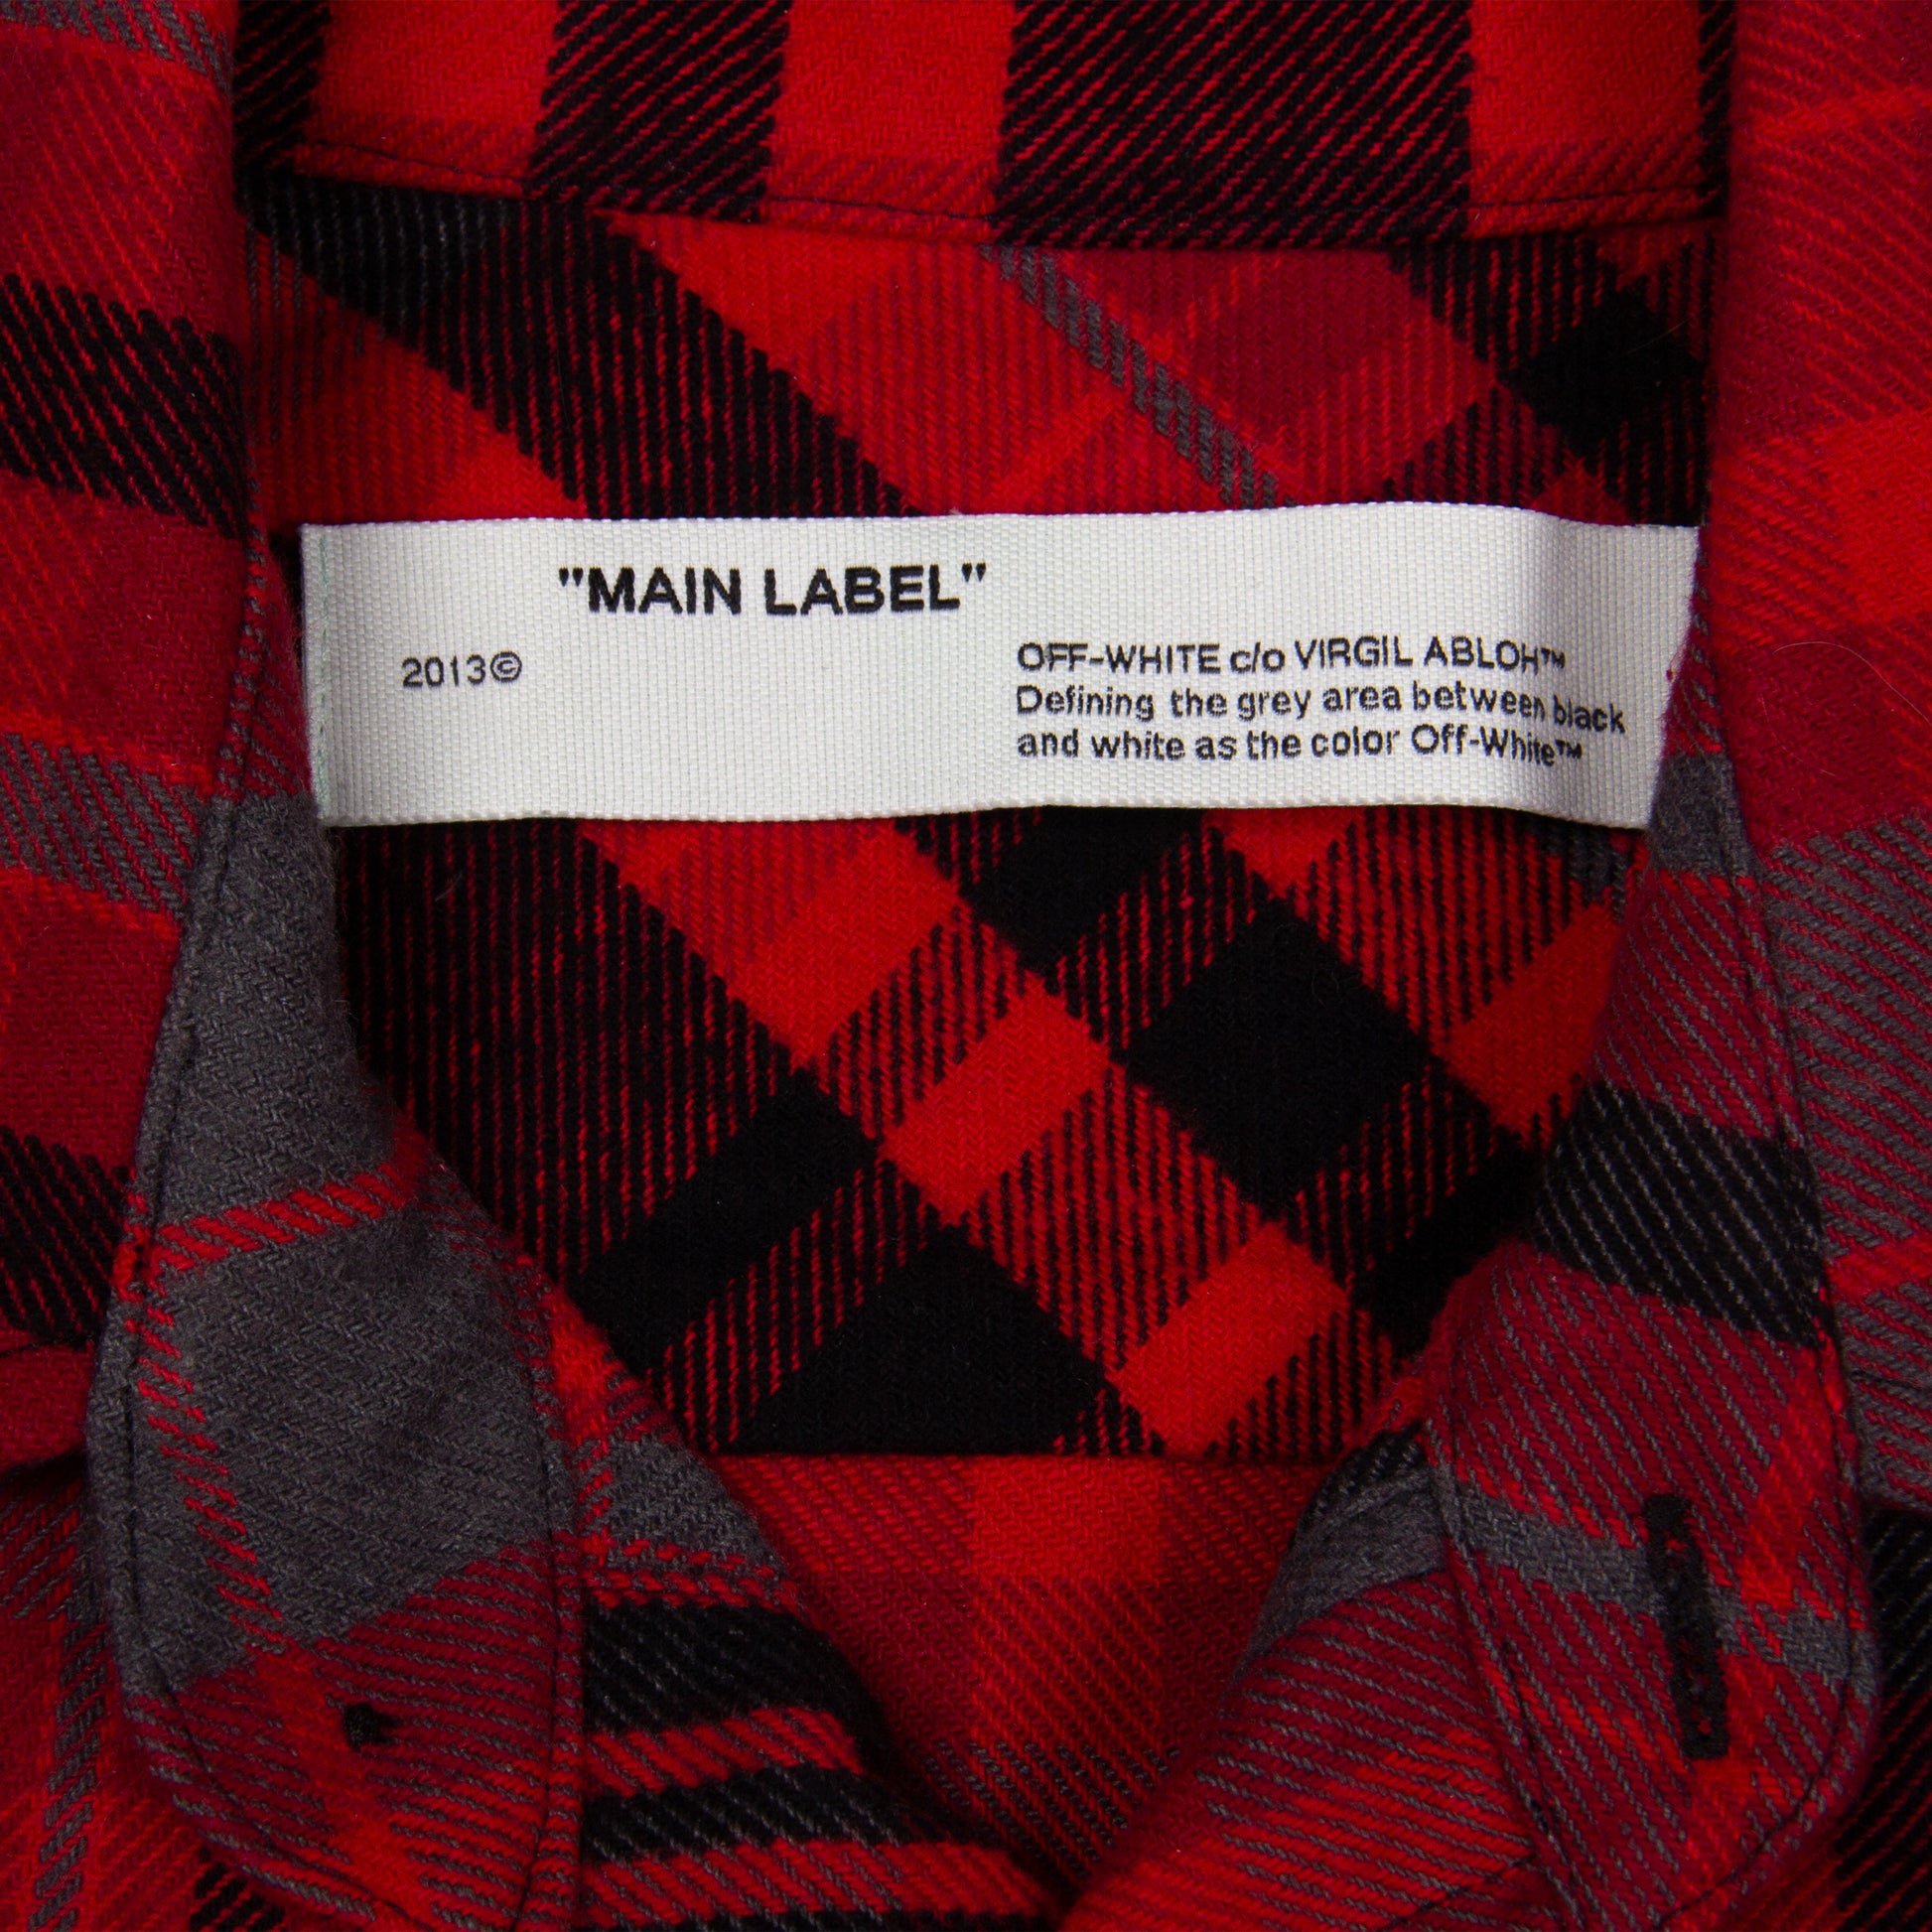 "MAIN LABEL"
2013©
OFF-WHITE c/o VIRGIL ABLOH™
Defining the grey area between black
and white as the color Off-White™